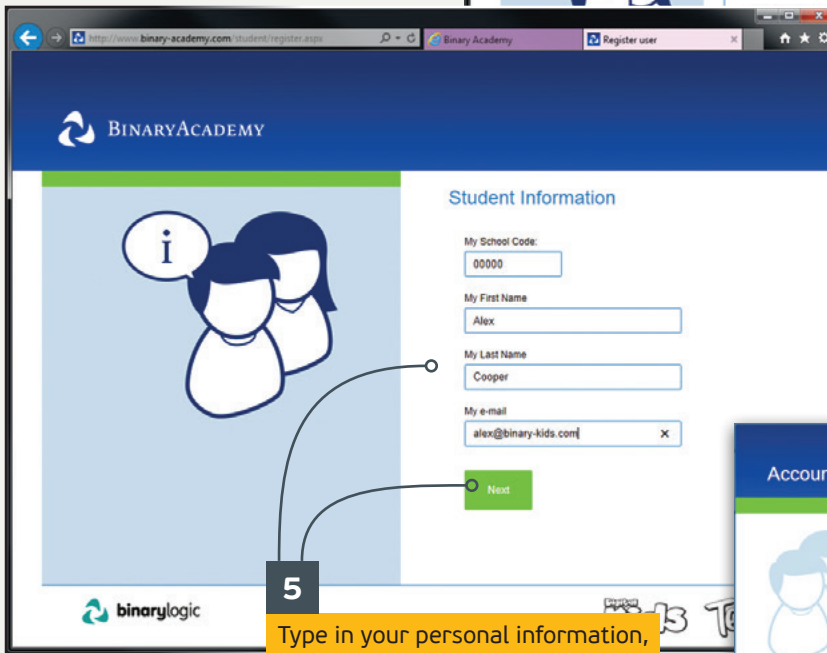 http://www.binary-academy.com/student/register.aspx
Binary Academy
Register user
BINARYACADEMY
i
Student Information
My School Code:
00000
My First Name
Alex
My Last Name
Cooper
My e-mail
alex@binary-kids.com
Next
Accoun
binarylogic
Kids
5
Type in your personal information,